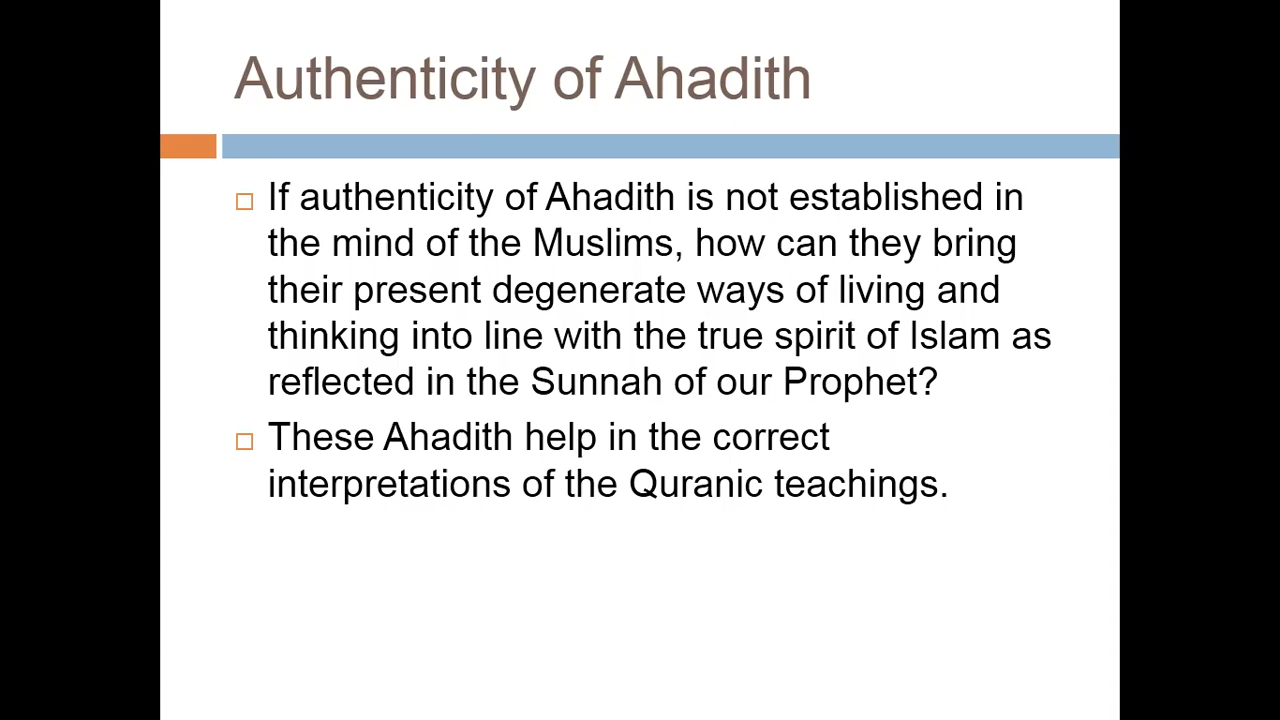 Authenticity of Ahadith
If authenticity of Ahadith is not established in
the mind of the Muslims, how can they bring
their present degenerate ways of living and
thinking into line with the true spirit of Islam as
reflected in the Sunnah of our Prophet?
These Ahadith help in the correct
interpretations of the Quranic teachings.